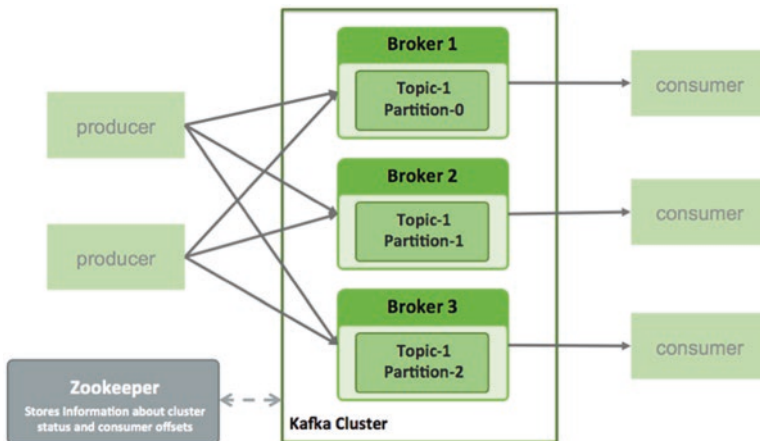 Broker 1
Topic-1
Partition-0
consumer
producer
Broker 2
Topic-1
Partition-1
consumer
producer
Broker 3
Topic-1
Partition-2
consumer
Zookeeper
Stores Information about cluster
status and consumer offsets
Kafka Cluster